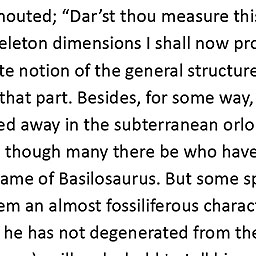 houted; “Dar’st thou measure this
eleton dimensions I shall now pro
te notion of the general structure
that part. Besides, for some way,
ed away in the subterranean orlo
though many there be who have
ame of Basilosaurus. But some sp
em an almost fossiliferous charac
he has not degenerated from the